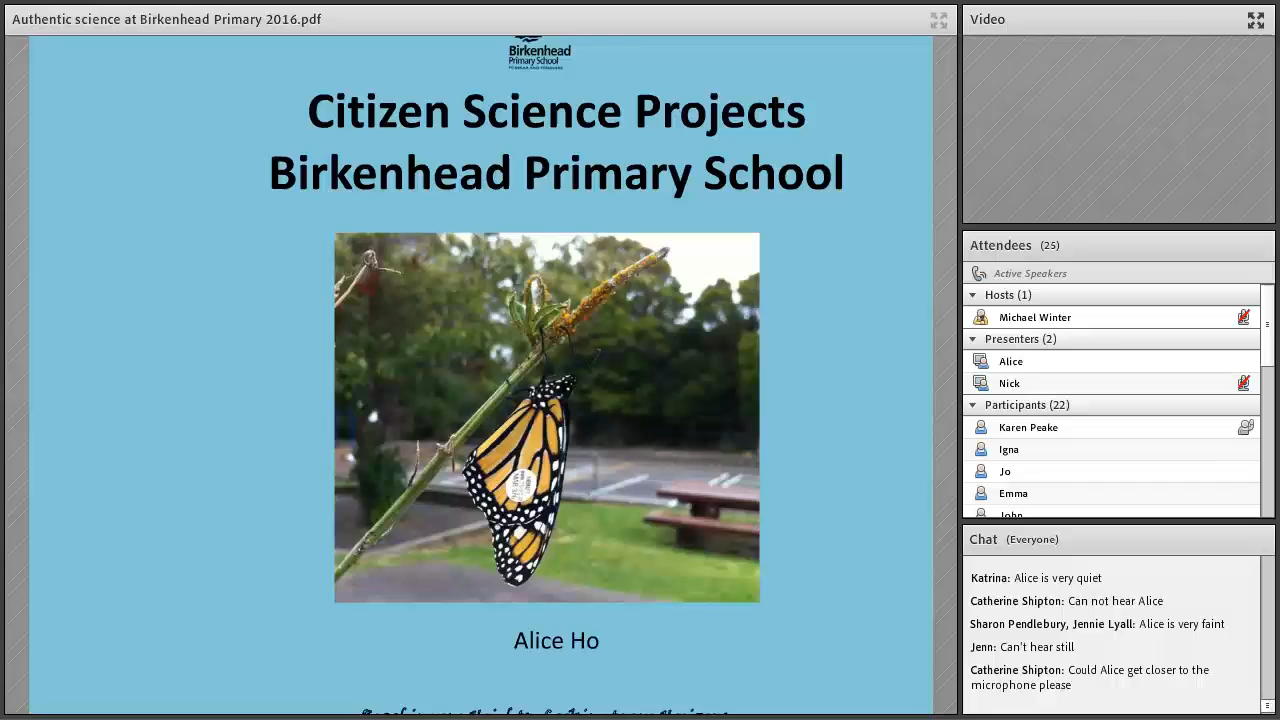 Authentic science at Birkenhead Primary 2016.pdf
Birkenhead
Primary School
Citizen Science Projects
Birkenhead Primary School
Alice Ho
Video
Attendees (25)
Active Speakers
Hosts (1)
Michael Winter
Presenters (2)
Alice
Nick
Participants (22)
Karen Peake
Igna
Jo
Emma
John
Chat (Everyone)
Katrina: Alice is very quiet
Catherine Shipton: Can not hear Alice
Sharon Pendlebury, Jennie Lyall: Alice is very faint
Jenn: Can't hear still
Catherine Shipton: Could Alice get closer to the
microphone please